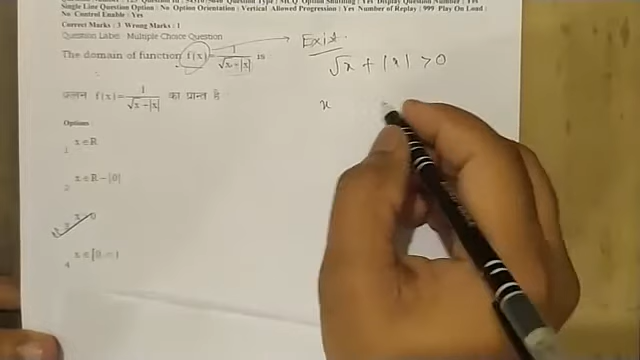 Single Line Question Option : No Option Orientation : Vertical Allowed Progression : Yes Number of Replay : 999 Play On Load :
No Control Enable : Yes
Correct Marks : 3 Wrong Marks : 1
Question Label : Multiple Choice Question
The domain of function f(x) = 1/√x-|x| is
Exist
√x + |x| > 0
x
फलन f(x) = 1/√x-|x| का प्रान्त है
Options
1 x∈R
2 x∈R-{0}
4 x∈[0,∞)